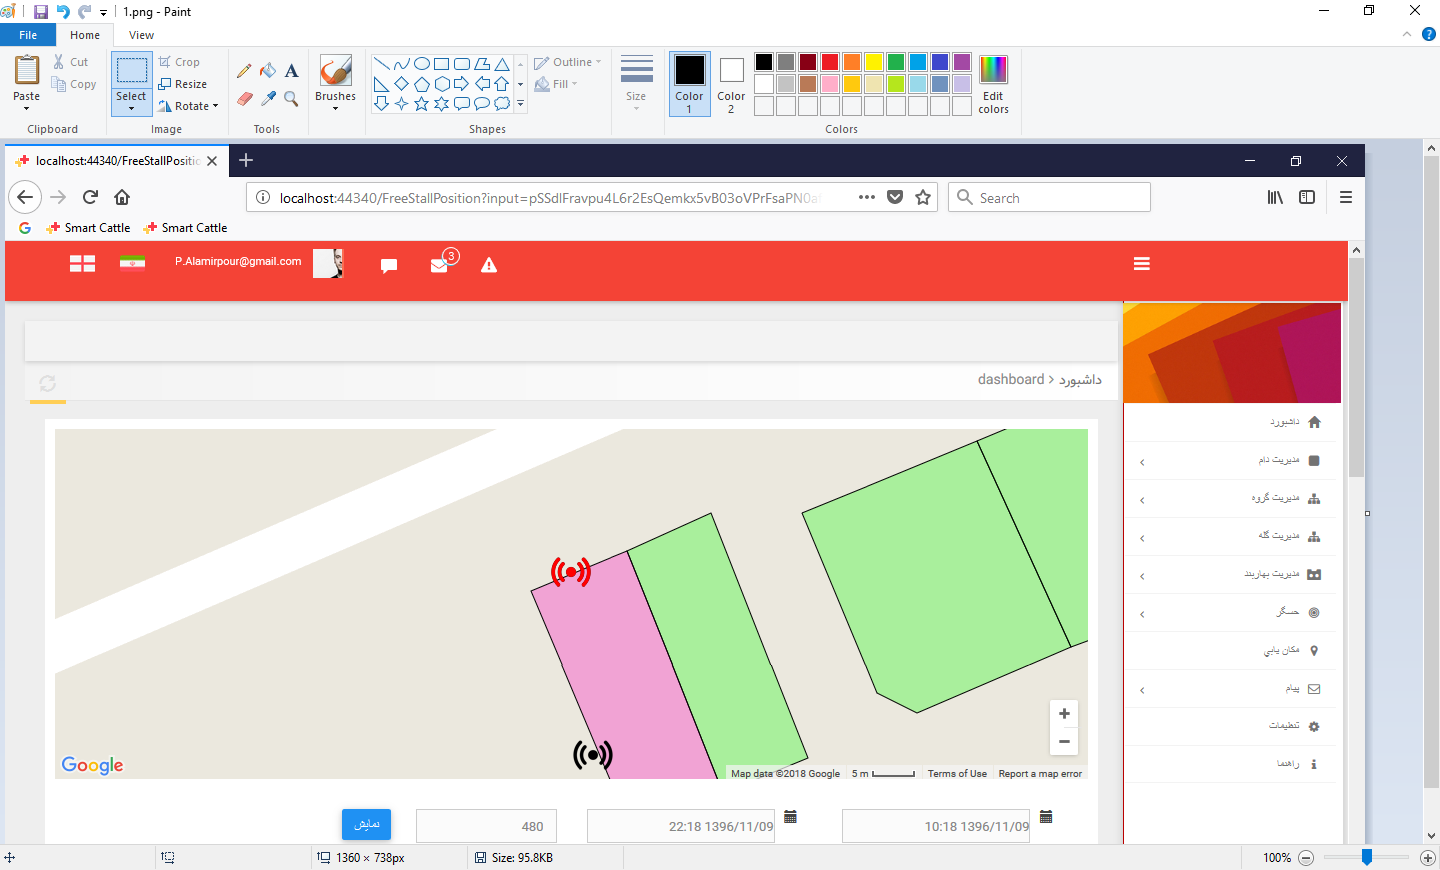 1.png - Paint
File Home View
Paste
Cut
Copy
Clipboard
Select
Crop
Resize
Rotate
Image
A
Tools
Brushes
Outline
Fill
Shapes
Size
Color 1
Color 2
Edit colors
Colors
localhost:44340/FreeStallPositio
localhost:44340/FreeStallPosition?input=pSSdlFravpu4L6r2EsQemkx5vB03oVPrFsaPN0a
Search
Smart Cattle Smart Cattle
P.Alamirpour@gmail.com
3
داشبورد > dashboard
داشبورد
مدیریت دام
مدیریت گروه
مدیریت گله
مدیریت بهاربند
حسگر
مکان یابي
پیام
تنظیمات
راهنما
Google
Map data ©2018 Google 5 m Terms of Use Report a map error
نمایش
480
22:18 1396/11/09
10:18 1396/11/09
1360 × 738px
Size: 95.8KB
100%